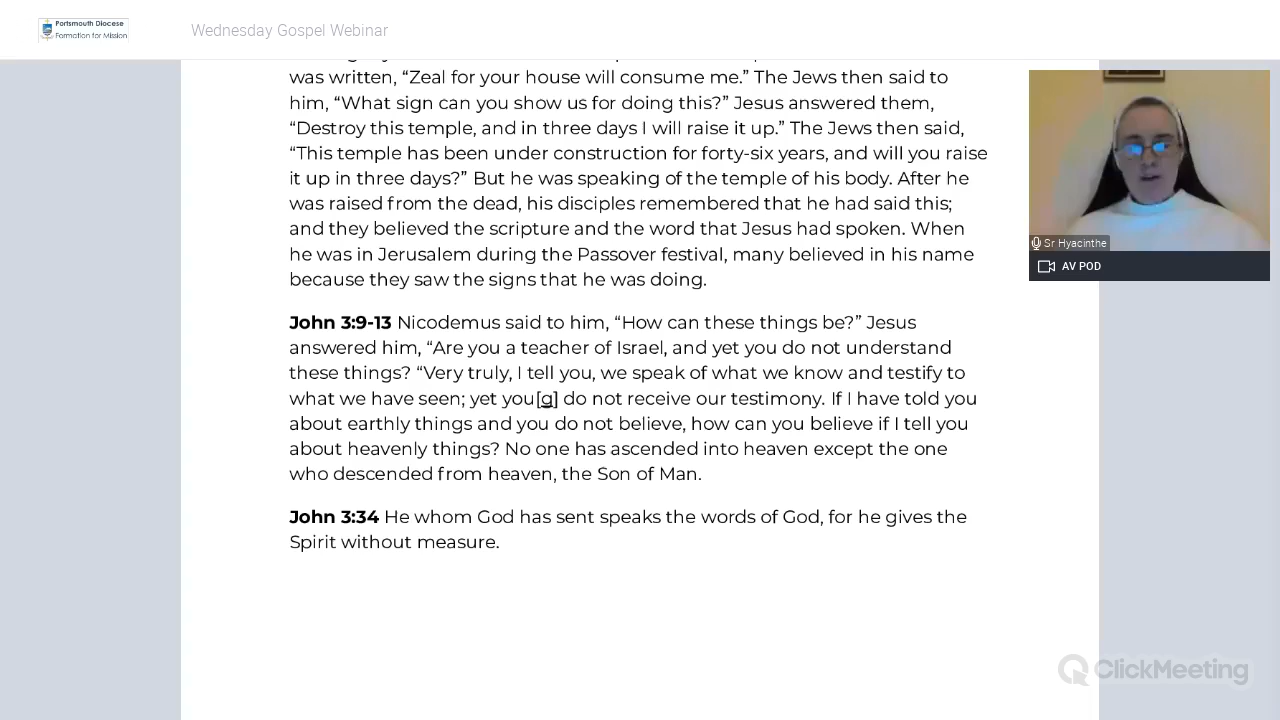 Portsmouth Diocese
Formation for Mission
Wednesday Gospel Webinar
was written, “Zeal for your house will consume me.” The Jews then said to
him, “What sign can you show us for doing this?” Jesus answered them,
“Destroy this temple, and in three days I will raise it up.” The Jews then said,
“This temple has been under construction for forty-six years, and will you raise
it up in three days?” But he was speaking of the temple of his body. After he
was raised from the dead, his disciples remembered that he had said this;
and they believed the scripture and the word that Jesus had spoken. When
he was in Jerusalem during the Passover festival, many believed in his name
because they saw the signs that he was doing.
John 3:9-13 Nicodemus said to him, “How can these things be?” Jesus
answered him, “Are you a teacher of Israel, and yet you do not understand
these things? “Very truly, I tell you, we speak of what we know and testify to
what we have seen; yet you[g] do not receive our testimony. If I have told you
about earthly things and you do not believe, how can you believe if I tell you
about heavenly things? No one has ascended into heaven except the one
who descended from heaven, the Son of Man.
John 3:34 He whom God has sent speaks the words of God, for he gives the
Spirit without measure.
Sr Hyacinthe
AV POD
ClickMeeting